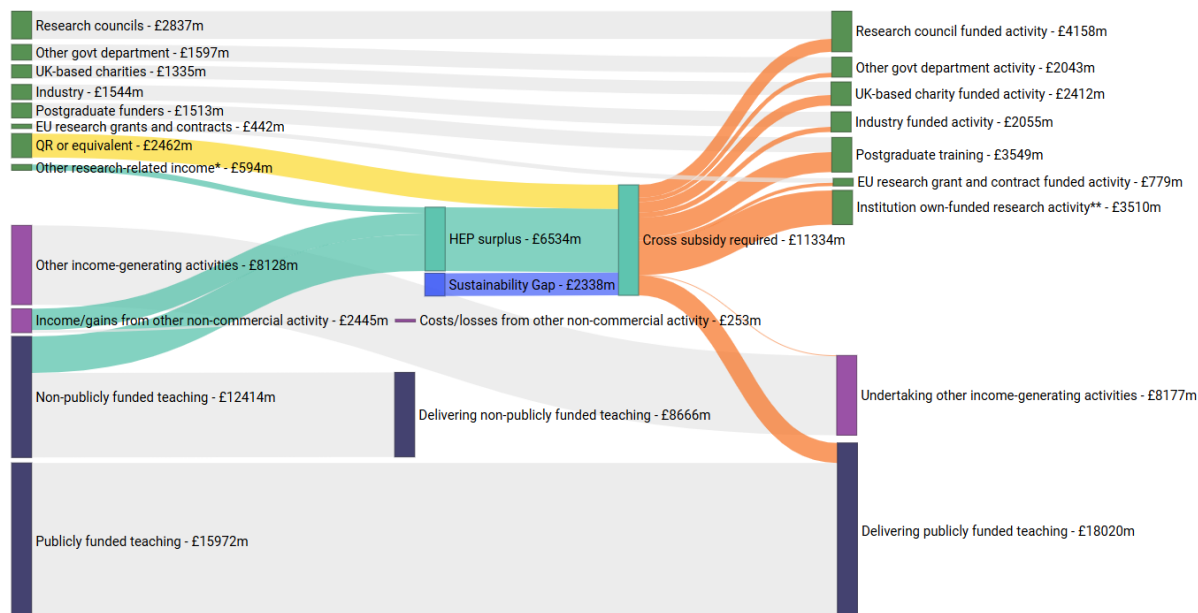 Research councils - £2837m
Other govt department - £1597m
UK-based charities - £1335m
Industry - £1544m
Postgraduate funders - £1513m
EU research grants and contracts - £442m
QR or equivalent - £2462m
Other research-related income* - £594m
Other income-generating activities - £8128m
Income/gains from other non-commercial activity - £2445m
Non-publicly funded teaching - £12414m
Publicly funded teaching - £15972m
HEP surplus - £6534m
Sustainability Gap - £2338m
Costs/losses from other non-commercial activity - £253m
Delivering non-publicly funded teaching - £8666m
Cross subsidy required - £11334m
Research council funded activity - £4158m
Other govt department activity - £2043m
UK-based charity funded activity - £2412m
Industry funded activity - £2055m
Postgraduate training - £3549m
EU research grant and contract funded activity - £779m
Institution own-funded research activity** - £3510m
Undertaking other income-generating activities - £8177m
Delivering publicly funded teaching - £18020m